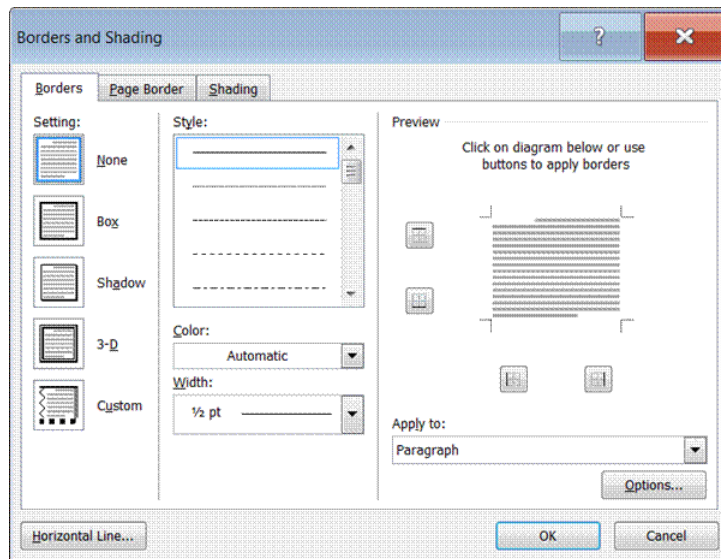 Borders and Shading
?
Borders Page Border Shading
Setting:
None
Box
Shadow
3-D
Custom
Style:
Color:
Automatic
Width:
½ pt
Preview
Click on diagram below or use
buttons to apply borders
Apply to:
Paragraph
Options...
Horizontal Line...
OK
Cancel